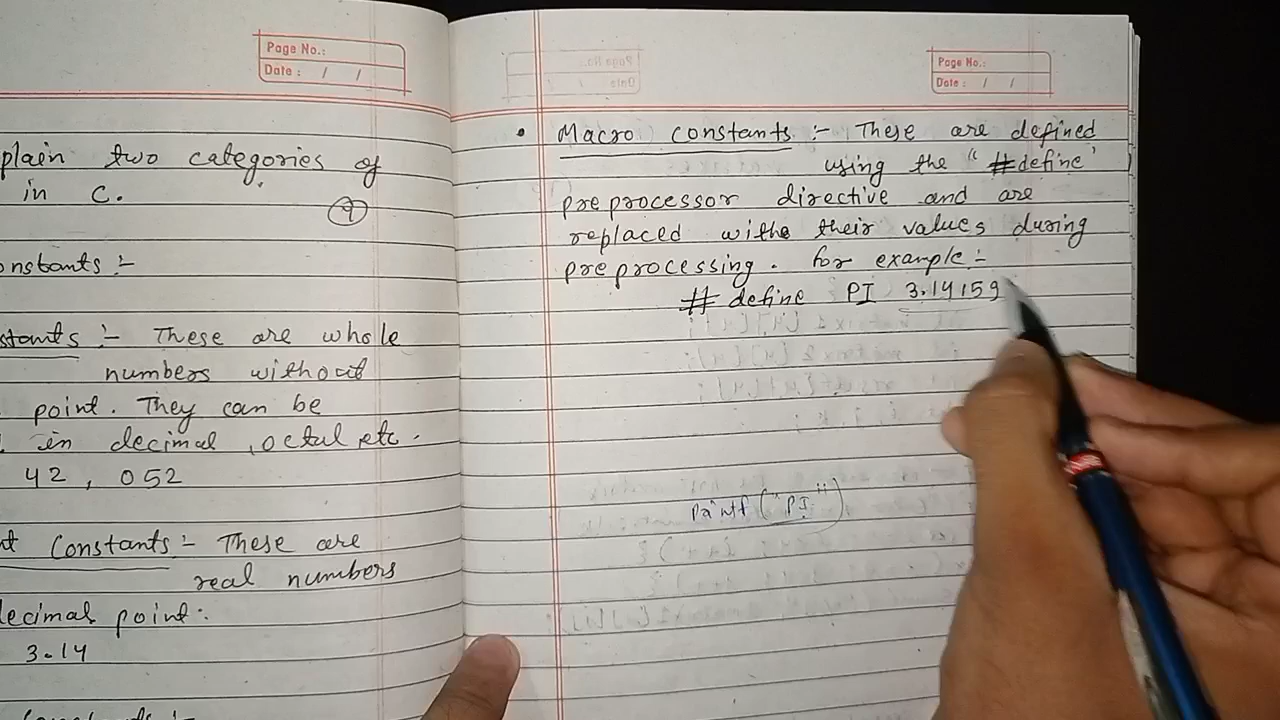 Page No.:
Date : / /
plain two categories of
in C.
9
onstants :-
stants :- These are whole
numbers without
point. They can be
in decimal, octal etc.
42, 052
nt Constants :- These are
real numbers
decimal point:
3.14
Page No.:
Date : / /
• Macro constants :- These are defined
using the "#define"
preprocessor directive and are
replaced withe their values during
preprocessing. for example :-
# define PI 3.14159
printf ("PI")